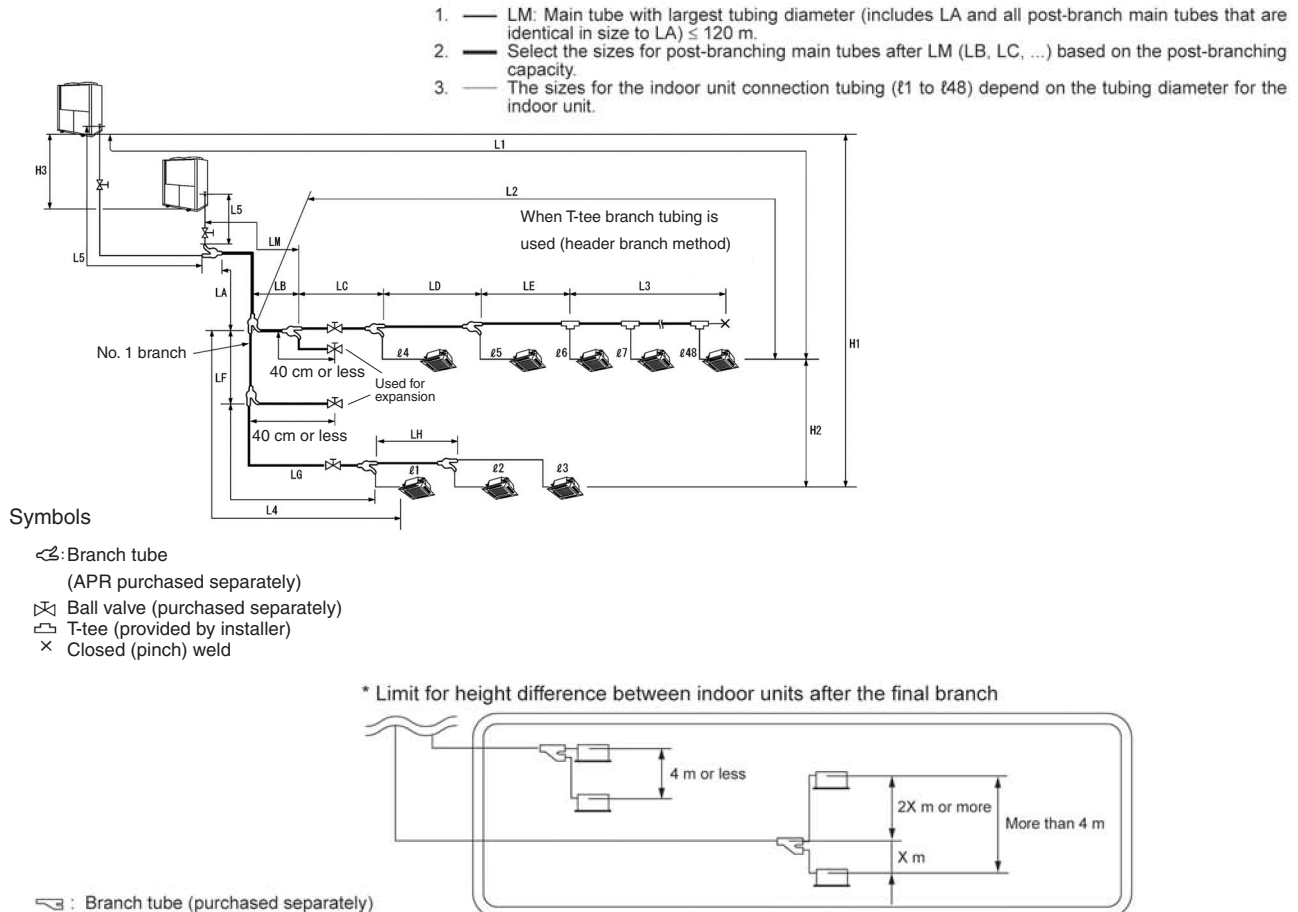 1. LM: Main tube with largest tubing diameter (includes LA and all post-branch main tubes that are
identical in size to LA) ≤ 120 m.
2. Select the sizes for post-branching main tubes after LM (LB, LC, ...) based on the post-branching
capacity.
3. The sizes for the indoor unit connection tubing (ℓ1 to ℓ48) depend on the tubing diameter for the
indoor unit.
L1
H3
L2
L5
When T-tee branch tubing is
used (header branch method)
LM
L5
LA
LB
LC
LD
LE
L3
H1
No. 1 branch
ℓ4
ℓ5
ℓ6
ℓ7
ℓ48
40 cm or less
Used for
expansion
LF
40 cm or less
H2
LH
LG
ℓ1
ℓ2
ℓ3
L4
Symbols
: Branch tube
(APR purchased separately)
Ball valve (purchased separately)
T-tee (provided by installer)
× Closed (pinch) weld
* Limit for height difference between indoor units after the final branch
4 m or less
2X m or more
More than 4 m
X m
: Branch tube (purchased separately)